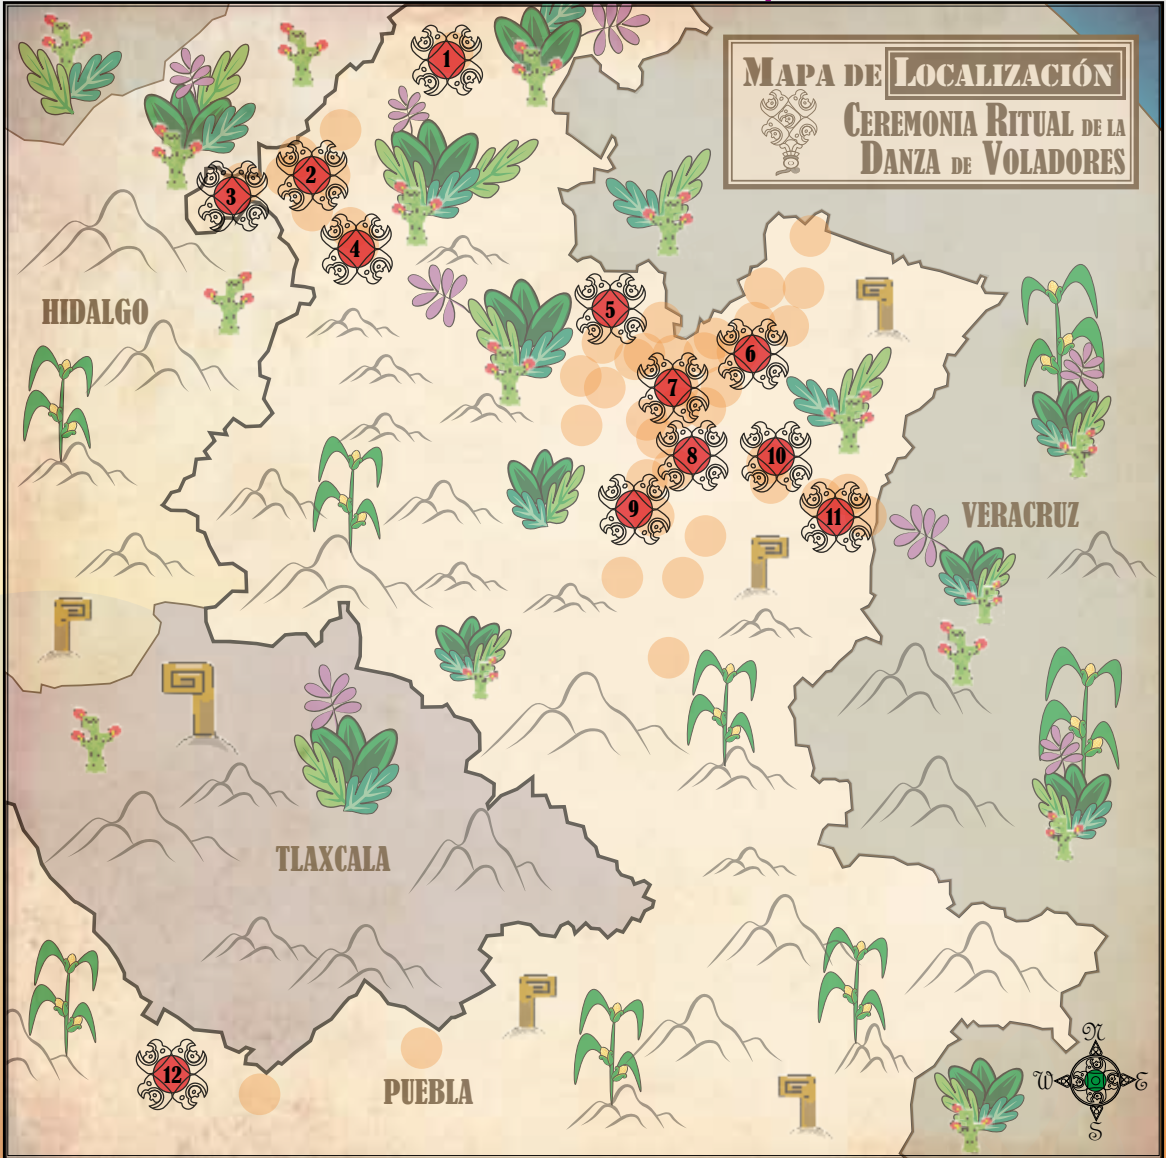 MAPA DE LOCALIZACIÓN
CEREMONIA RITUAL DE LA
DANZA DE VOLADORES
1
2
3
4
HIDALGO
5
6
7
8
10
9
11
VERACRUZ
TLAXCALA
12
PUEBLA
N
W
E
S